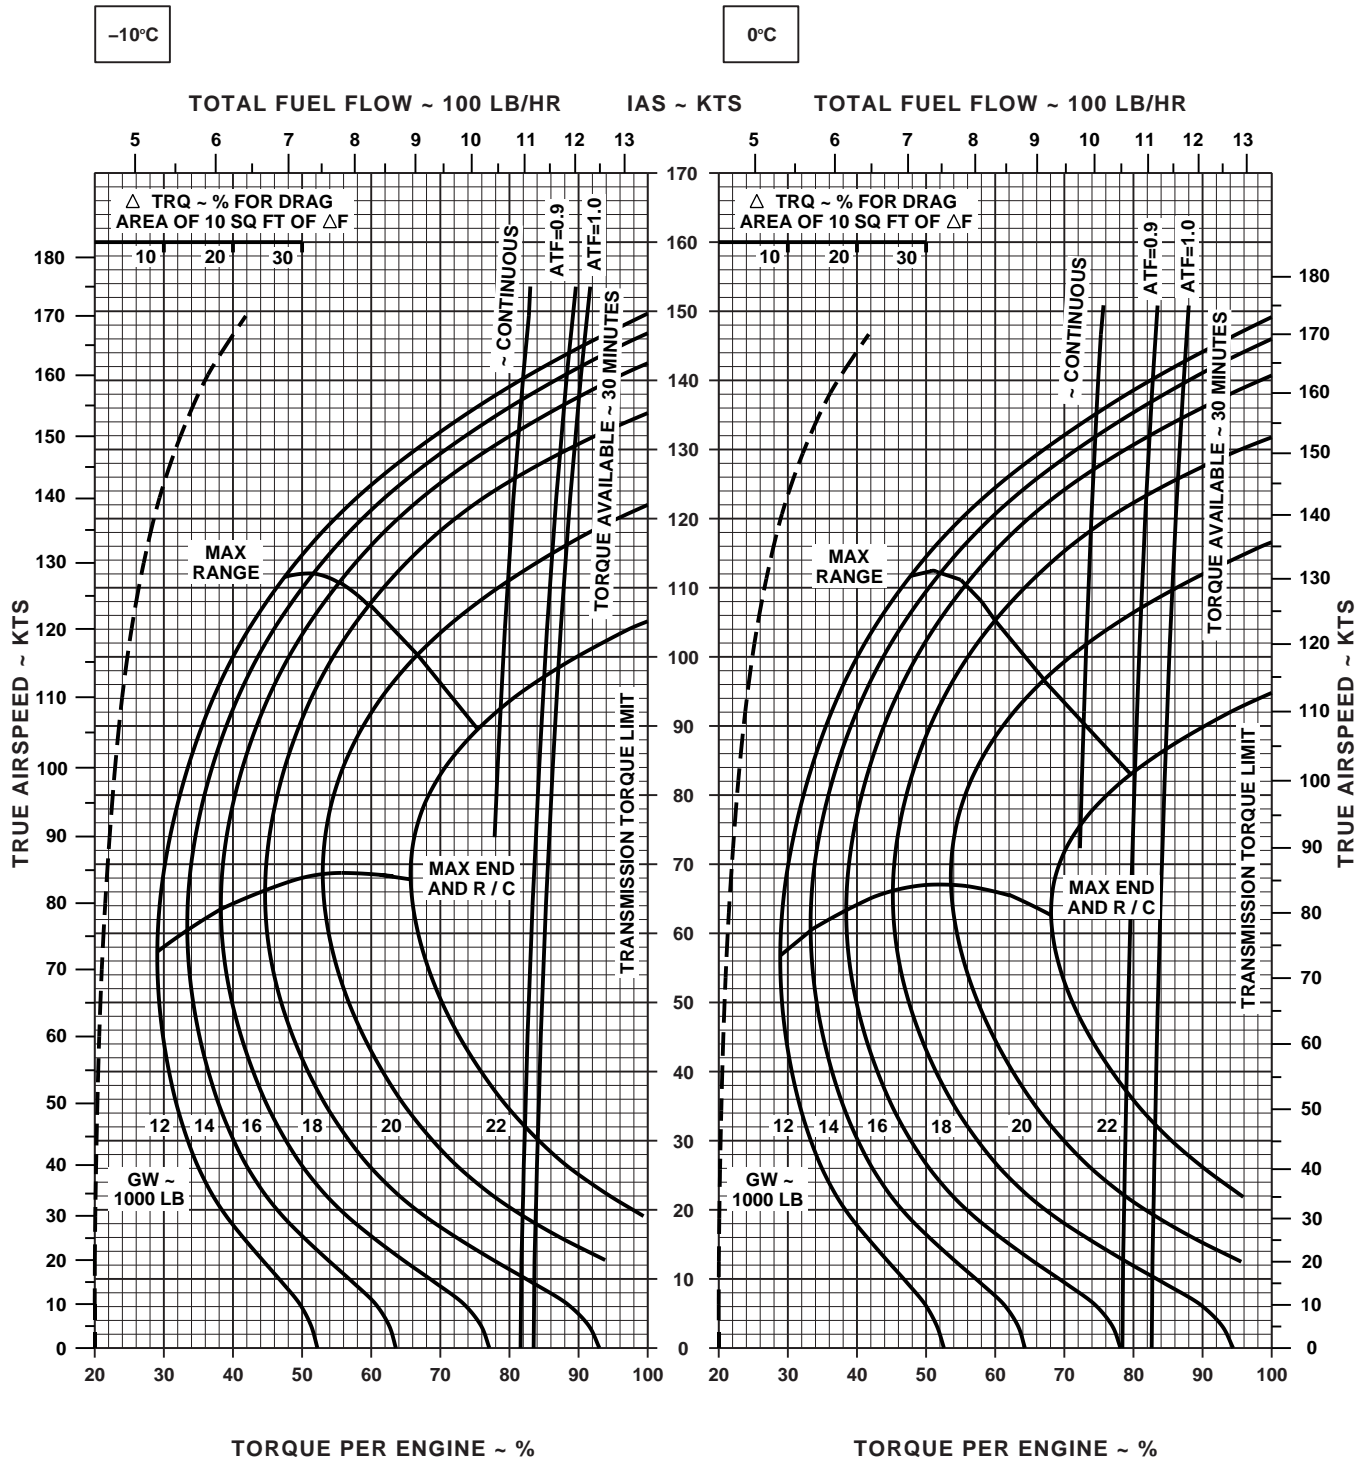 –10°C
0°C
TOTAL FUEL FLOW ~ 100 LB/HR
IAS ~ KTS
TOTAL FUEL FLOW ~ 100 LB/HR
5 6 7 8 9 10 11 12 13
5 6 7 8 9 10 11 12 13
△ TRQ ~ % FOR DRAG
AREA OF 10 SQ FT OF △F
10 20 30
△ TRQ ~ % FOR DRAG
AREA OF 10 SQ FT OF △F
10 20 30
TRUE AIRSPEED ~ KTS
180
170
160
150
140
130
120
110
100
90
80
70
60
50
40
30
20
10
0
~ CONTINUOUS
ATF=0.9
ATF=1.0
TORQUE AVAILABLE ~ 30 MINUTES
TRANSMISSION TORQUE LIMIT
MAX
RANGE
MAX END
AND R / C
12 14 16 18 20 22
GW ~
1000 LB
20 30 40 50 60 70 80 90 100
TORQUE PER ENGINE ~ %
170
160
150
140
130
120
110
100
90
80
70
60
50
40
30
20
10
0
~ CONTINUOUS
ATF=0.9
ATF=1.0
TORQUE AVAILABLE ~ 30 MINUTES
TRANSMISSION TORQUE LIMIT
MAX
RANGE
MAX END
AND R / C
12 14 16 18 20 22
GW ~
1000 LB
20 30 40 50 60 70 80 90 100
TORQUE PER ENGINE ~ %
180
170
160
150
140
130
120
110
100
90
80
70
60
50
40
30
20
10
0
TRUE AIRSPEED ~ KTS